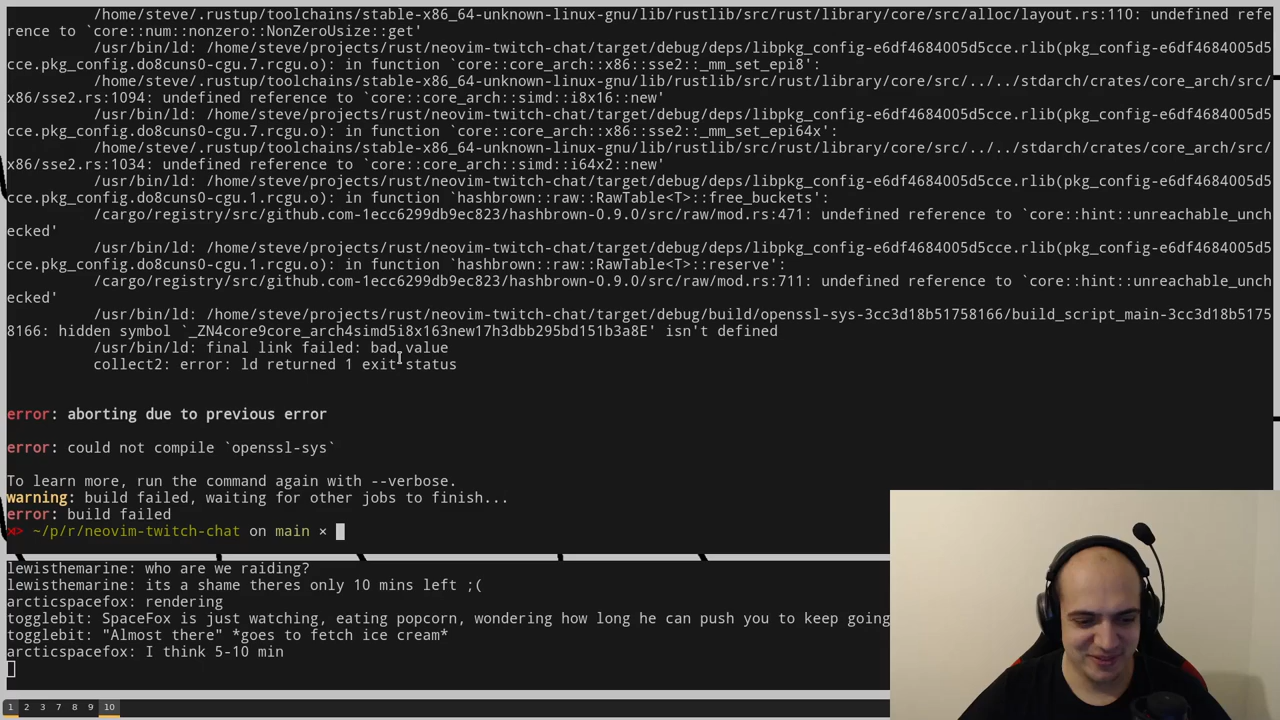 /home/steve/.rustup/toolchains/stable-x86_64-unknown-linux-gnu/lib/rustlib/src/rust/library/core/src/alloc/layout.rs:110: undefined refe
rence to `core::num::nonzero::NonZeroUsize::get'
/usr/bin/ld: /home/steve/projects/rust/neovim-twitch-chat/target/debug/deps/libpkg_config-e6df4684005d5cce.rlib(pkg_config-e6df4684005d5
cce.pkg_config.do8cuns0-cgu.7.rcgu.o): in function `core::core_arch::x86::sse2::_mm_set_epi8':
/home/steve/.rustup/toolchains/stable-x86_64-unknown-linux-gnu/lib/rustlib/src/rust/library/core/src/../../stdarch/crates/core_arch/src/
x86/sse2.rs:1094: undefined reference to `core::core_arch::simd::i8x16::new'
/usr/bin/ld: /home/steve/projects/rust/neovim-twitch-chat/target/debug/deps/libpkg_config-e6df4684005d5cce.rlib(pkg_config-e6df4684005d5
cce.pkg_config.do8cuns0-cgu.7.rcgu.o): in function `core::core_arch::x86::sse2::_mm_set_epi64x':
/home/steve/.rustup/toolchains/stable-x86_64-unknown-linux-gnu/lib/rustlib/src/rust/library/core/src/../../stdarch/crates/core_arch/src/
x86/sse2.rs:1034: undefined reference to `core::core_arch::simd::i64x2::new'
/usr/bin/ld: /home/steve/projects/rust/neovim-twitch-chat/target/debug/deps/libpkg_config-e6df4684005d5cce.rlib(pkg_config-e6df4684005d5
cce.pkg_config.do8cuns0-cgu.1.rcgu.o): in function `hashbrown::raw::RawTable<T>::free_buckets':
/cargo/registry/src/github.com-1ecc6299db9ec823/hashbrown-0.9.0/src/raw/mod.rs:471: undefined reference to `core::hint::unreachable_unch
ecked'
/usr/bin/ld: /home/steve/projects/rust/neovim-twitch-chat/target/debug/deps/libpkg_config-e6df4684005d5cce.rlib(pkg_config-e6df4684005d5
cce.pkg_config.do8cuns0-cgu.1.rcgu.o): in function `hashbrown::raw::RawTable<T>::reserve':
/cargo/registry/src/github.com-1ecc6299db9ec823/hashbrown-0.9.0/src/raw/mod.rs:711: undefined reference to `core::hint::unreachable_unch
ecked'
/usr/bin/ld: /home/steve/projects/rust/neovim-twitch-chat/target/debug/build/openssl-sys-3cc3d18b51758166/build_script_main-3cc3d18b5175
8166: hidden symbol `_ZN4core9core_arch4simd5i8x163new17h3dbb295bd151b3a8E' isn't defined
/usr/bin/ld: final link failed: bad value
collect2: error: ld returned 1 exit status
error: aborting due to previous error
error: could not compile `openssl-sys`
To learn more, run the command again with --verbose.
warning: build failed, waiting for other jobs to finish...
error: build failed
~/p/r/neovim-twitch-chat on main ×
lewisthemarine: who are we raiding?
lewisthemarine: its a shame theres only 10 mins left ;(
arcticspacefox: rendering
togglebit: SpaceFox is just watching, eating popcorn, wondering how long he can push you to keep going
togglebit: "Almost there" *goes to fetch ice cream*
arcticspacefox: I think 5-10 min
1 2 3 7 8 9 10